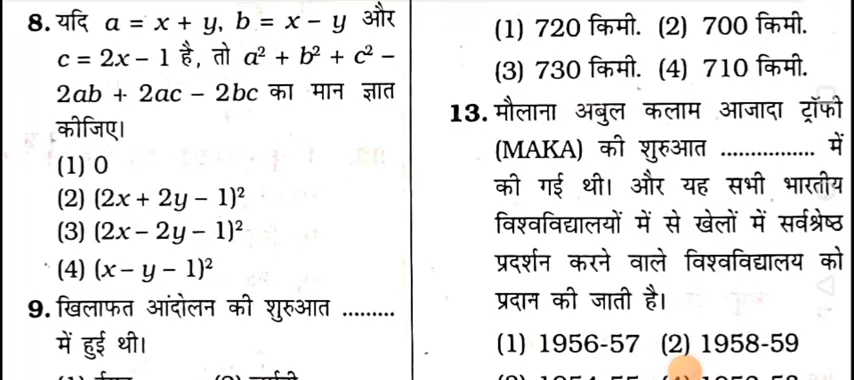 8. यदि a = x + y, b = x – y और
c = 2x – 1 है, तो a² + b² + c² –
2ab + 2ac – 2bc का मान ज्ञात
कीजिए।
(1) 0
(2) (2x + 2y – 1)²
(3) (2x – 2y – 1)²
(4) (x – y – 1)²
9. खिलाफत आंदोलन की शुरुआत .........
में हुई थी।
(1) 720 किमी. (2) 700 किमी.
(3) 730 किमी. (4) 710 किमी.
13. मौलाना अबुल कलाम आजादा ट्रॉफी
(MAKA) की शुरुआत ................ में
की गई थी। और यह सभी भारतीय
विश्वविद्यालयों में से खेलों में सर्वश्रेष्ठ
प्रदर्शन करने वाले विश्वविद्यालय को
प्रदान की जाती है।
(1) 1956-57 (2) 1958-59